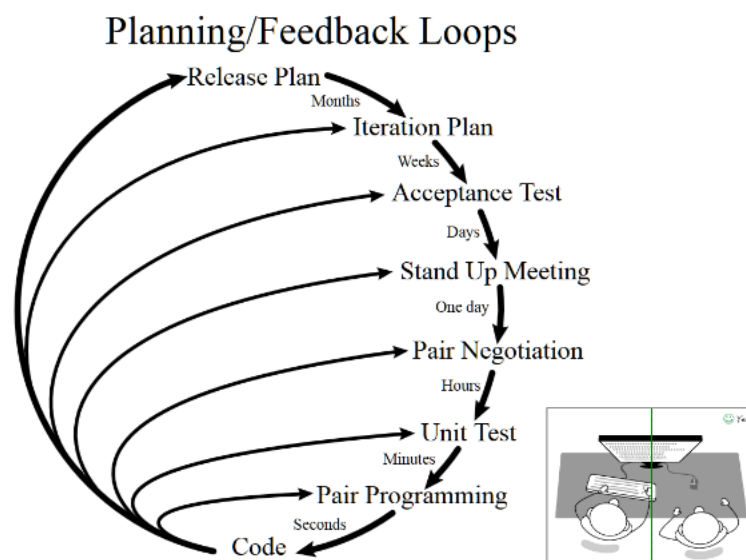 Planning/Feedback Loops
Release Plan
Months
Iteration Plan
Weeks
Acceptance Test
Days
Stand Up Meeting
One day
Pair Negotiation
Hours
Unit Test
Minutes
Pair Programming
Seconds
Code